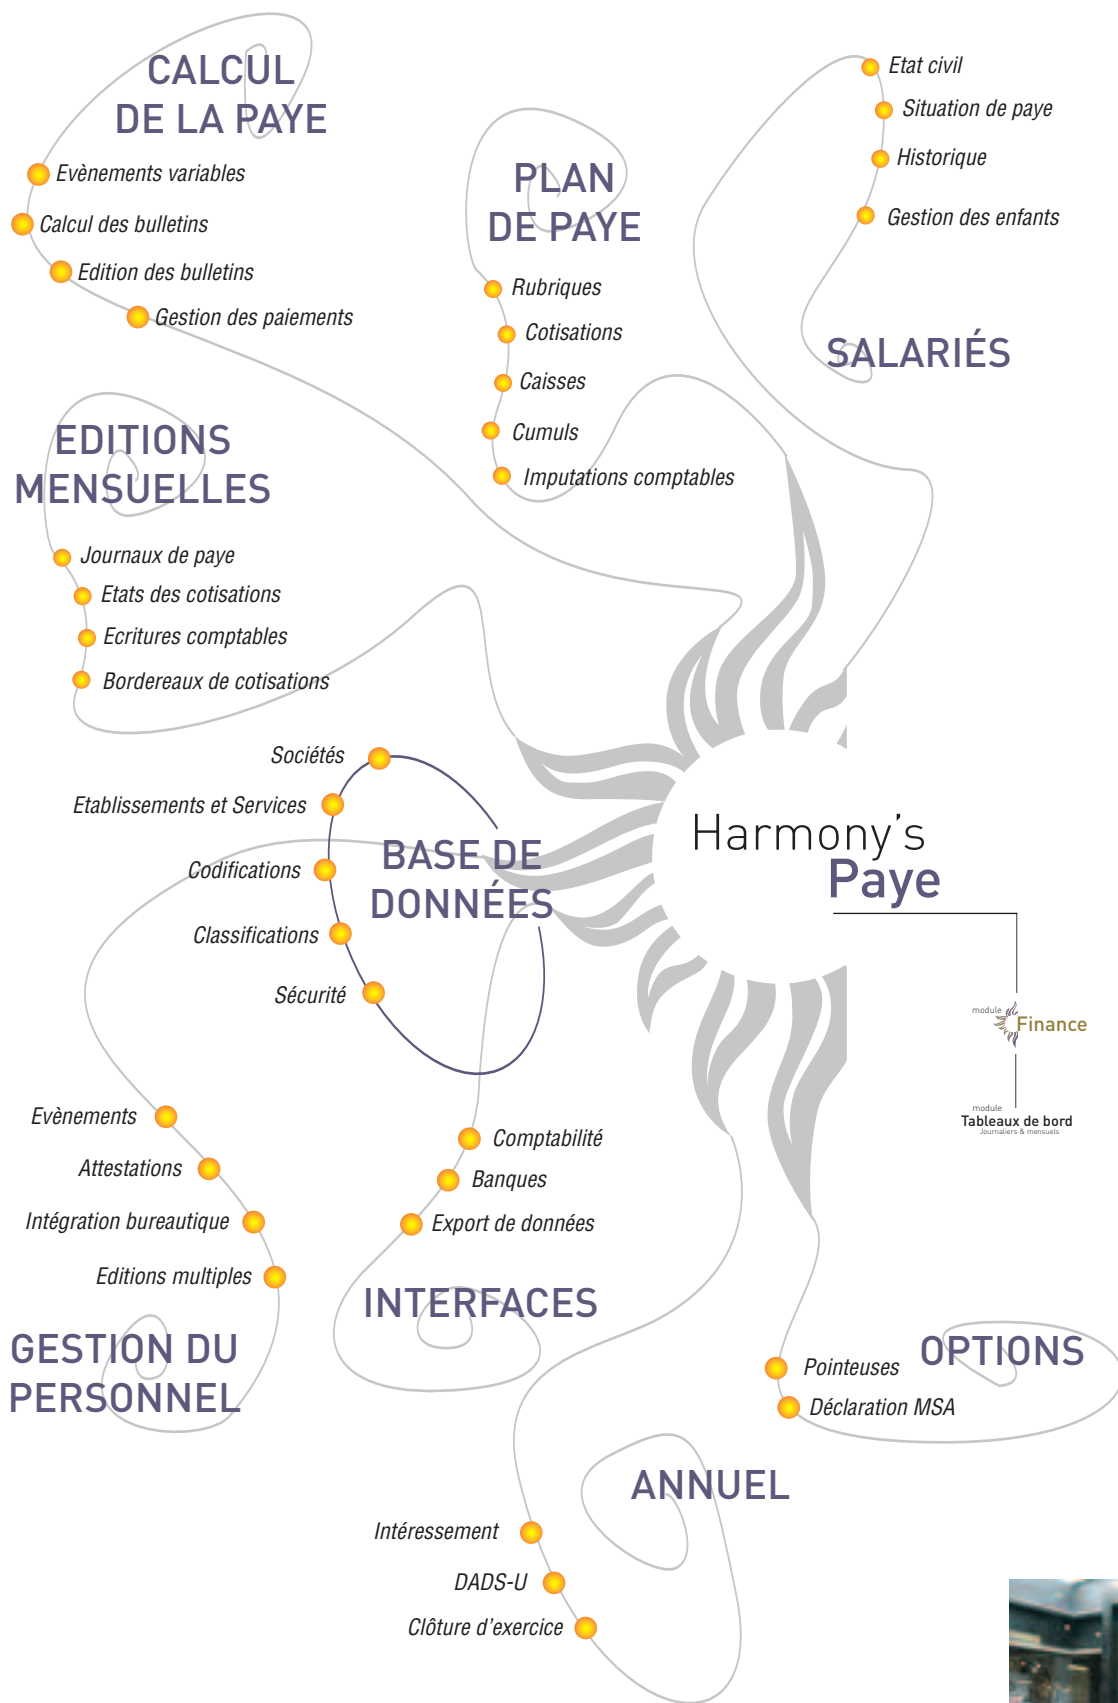 CALCUL
DE LA PAYE
Evènements variables
Calcul des bulletins
Edition des bulletins
Gestion des paiements
PLAN
DE PAYE
Rubriques
Cotisations
Caisses
Cumuls
Imputations comptables
Etat civil
Situation de paye
Historique
Gestion des enfants
SALARIÉS
EDITIONS
MENSUELLES
Journaux de paye
Etats des cotisations
Ecritures comptables
Bordereaux de cotisations
Sociétés
Etablissements et Services
Codifications
Classifications
Sécurité
BASE DE
DONNÉES
Harmony's
Paye
module
Finance
module
Tableaux de bord
Journaliers & mensuels
Evènements
Attestations
Intégration bureautique
Editions multiples
GESTION DU
PERSONNEL
Comptabilité
Banques
Export de données
INTERFACES
OPTIONS
Pointeuses
Déclaration MSA
ANNUEL
Intéressement
DADS-U
Clôture d'exercice